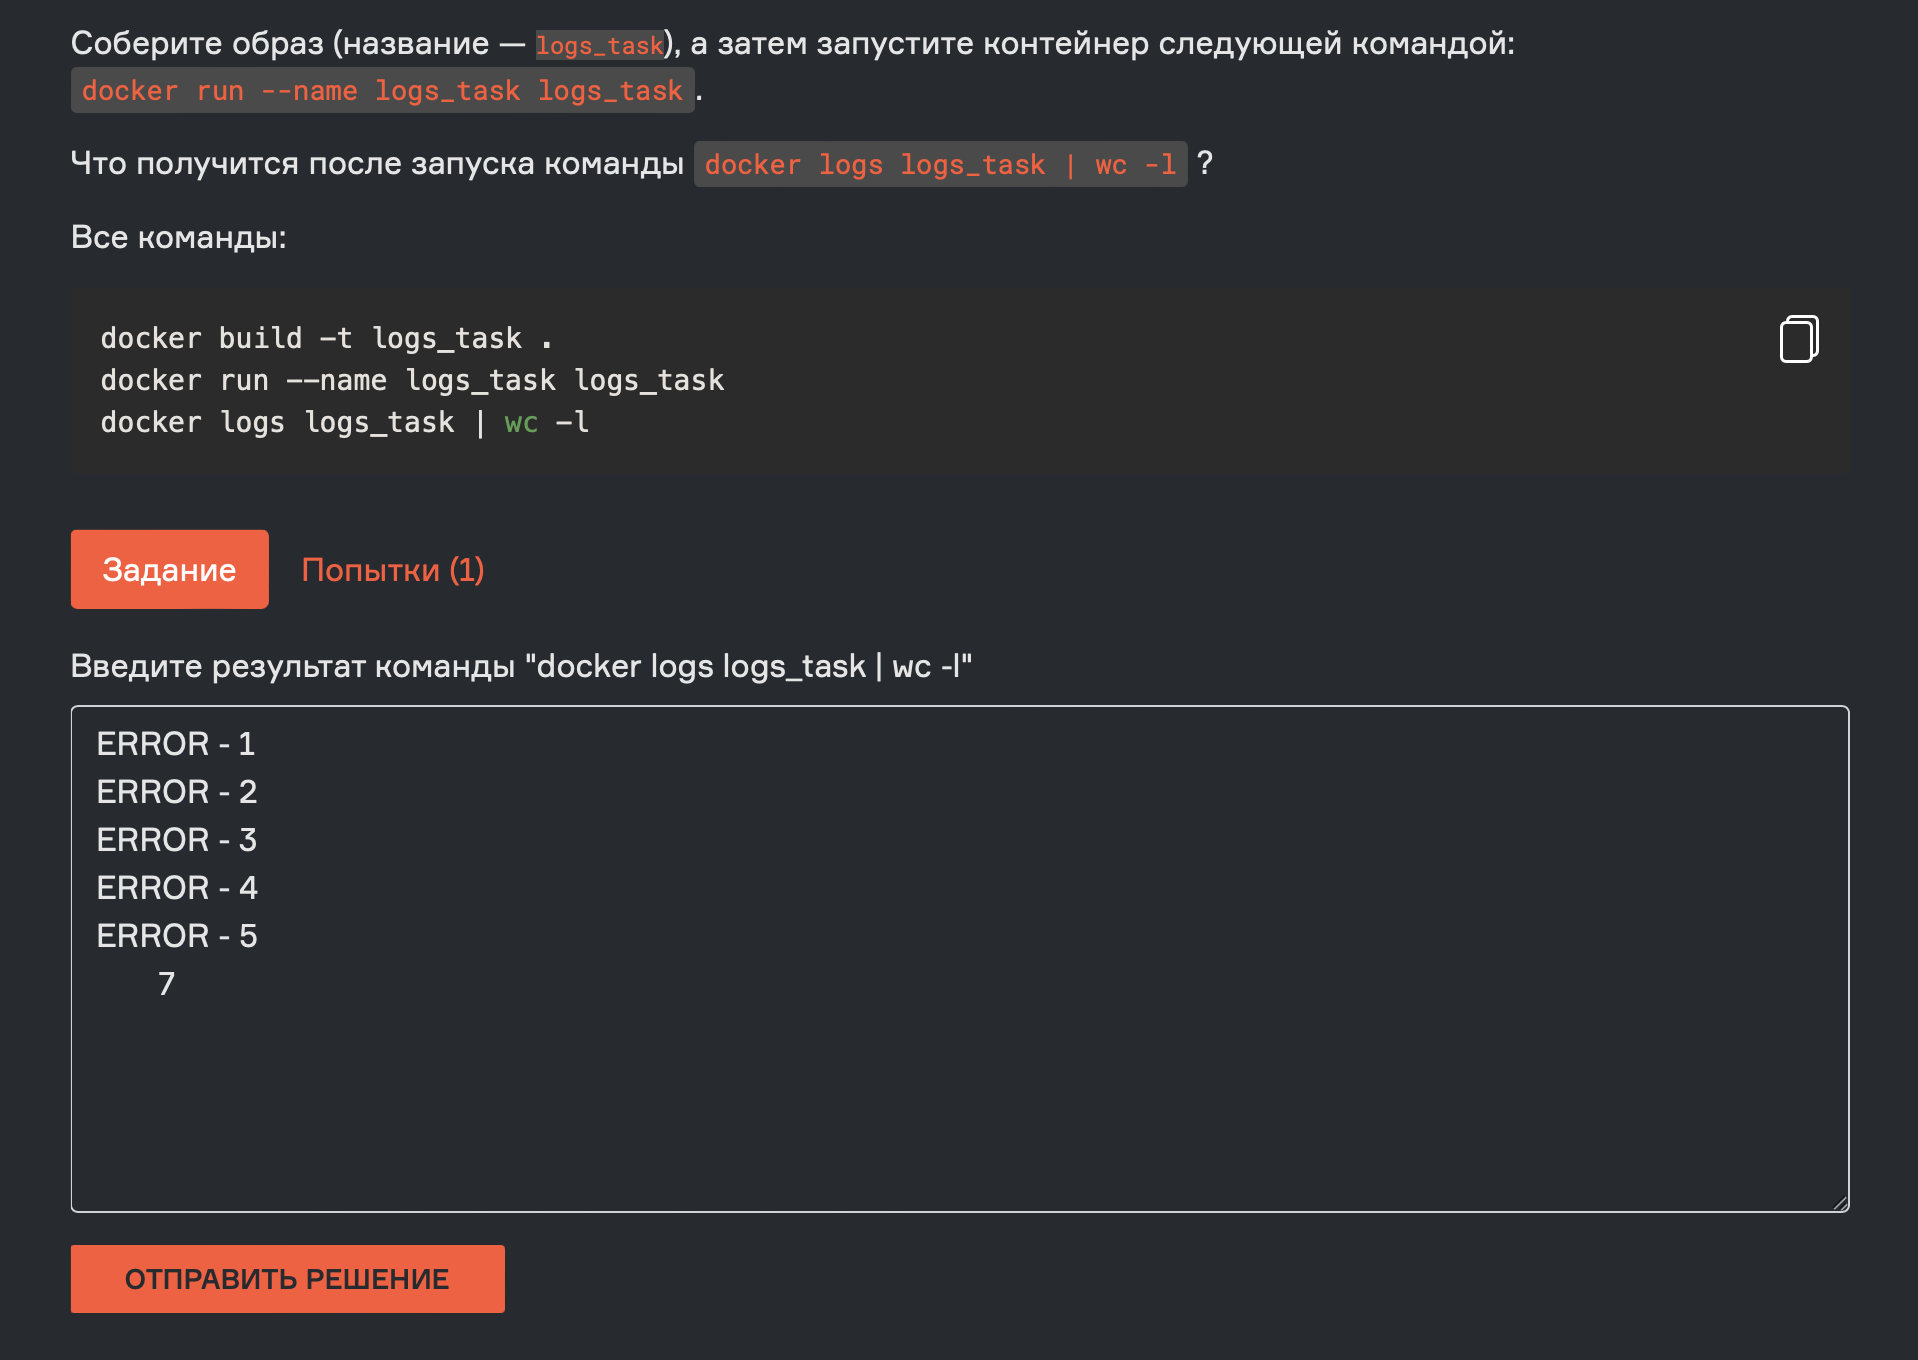 Соберите образ (название — logs_task), а затем запустите контейнер следующей командой:
docker run --name logs_task logs_task.
Что получится после запуска команды docker logs logs_task | wc -l ?
Все команды:
docker build -t logs_task .
docker run --name logs_task logs_task
docker logs logs_task | wc -l
Задание
Попытки (1)
Введите результат команды "docker logs logs_task | wc -l"
ERROR - 1
ERROR - 2
ERROR - 3
ERROR - 4
ERROR - 5
7
ОТПРАВИТЬ РЕШЕНИЕ